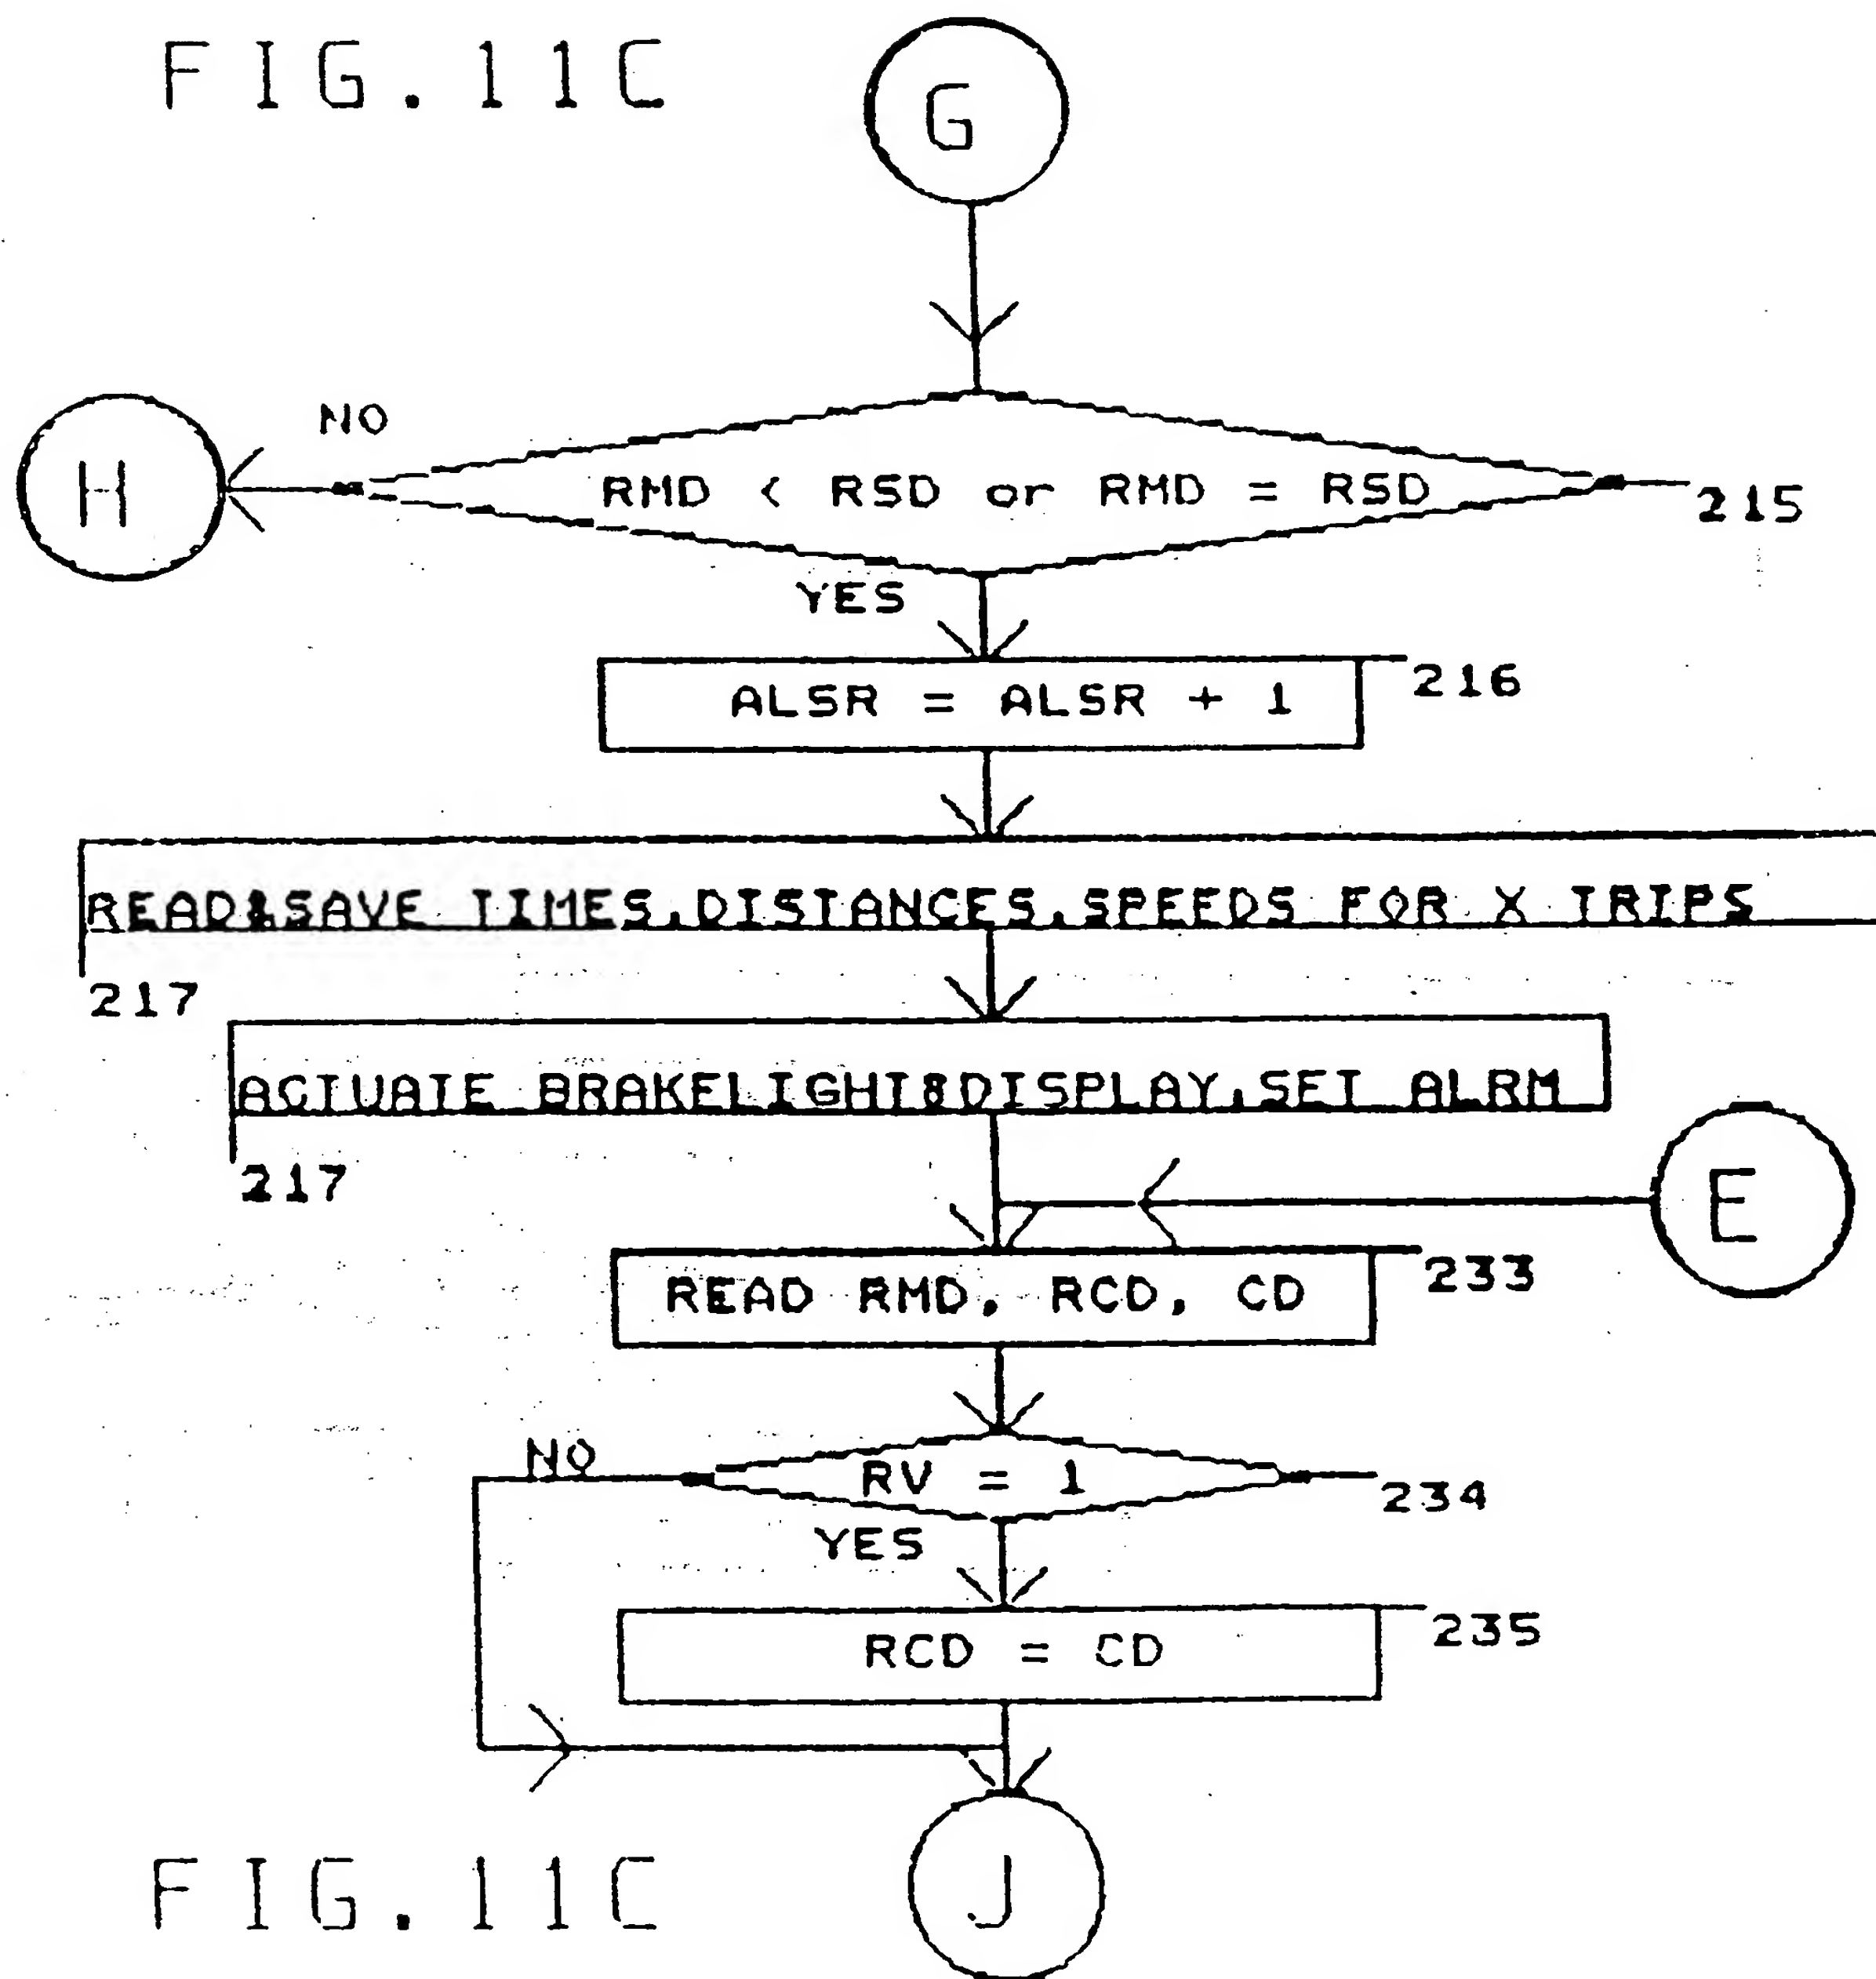 FIG.11C
G
NO
H
RMD < RSD or RMD = RSD
215
YES
ALSR = ALSR + 1
216
READ&SAVE TIMES,DISTANCES,SPEEDS FOR X TRIPS
217
ACTUATE BRAKELIGHT&DISPLAY,SET ALRM
217
E
READ RMD, RCD, CD
233
NO
RV = 1
234
YES
RCD = CD
235
FIG.11C
J